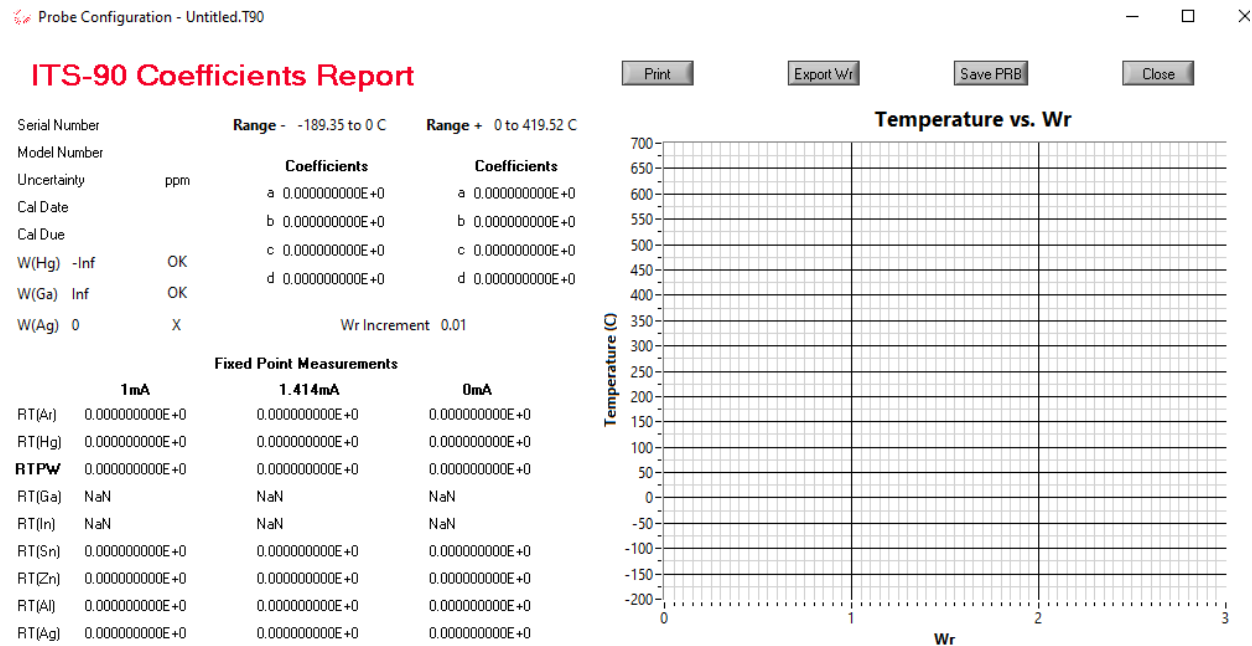 Probe Configuration - Untitled.T90
ITS-90 Coefficients Report
Print Export Wr Save PRB Close
Serial Number Range - -189.35 to 0 C Range + 0 to 419.52 C
Model Number
Coefficients Coefficients
Uncertainty ppm
a 0.000000000E+0 a 0.000000000E+0
Cal Date
b 0.000000000E+0 b 0.000000000E+0
Cal Due
c 0.000000000E+0 c 0.000000000E+0
W(Hg) -Inf OK
d 0.000000000E+0 d 0.000000000E+0
W(Ga) Inf OK
W(Ag) 0 X Wr Increment 0.01
Fixed Point Measurements
1mA 1.414mA 0mA
RT(Ar) 0.000000000E+0 0.000000000E+0 0.000000000E+0
RT(Hg) 0.000000000E+0 0.000000000E+0 0.000000000E+0
RTPW 0.000000000E+0 0.000000000E+0 0.000000000E+0
RT(Ga) NaN NaN NaN
RT(In) NaN NaN NaN
RT(Sn) 0.000000000E+0 0.000000000E+0 0.000000000E+0
RT(Zn) 0.000000000E+0 0.000000000E+0 0.000000000E+0
RT(Al) 0.000000000E+0 0.000000000E+0 0.000000000E+0
RT(Ag) 0.000000000E+0 0.000000000E+0 0.000000000E+0
Temperature vs. Wr
Temperature (C)
700
650
600
550
500
450
400
350
300
250
200
150
100
50
0
-50
-100
-150
-200
0 1 2 3
Wr